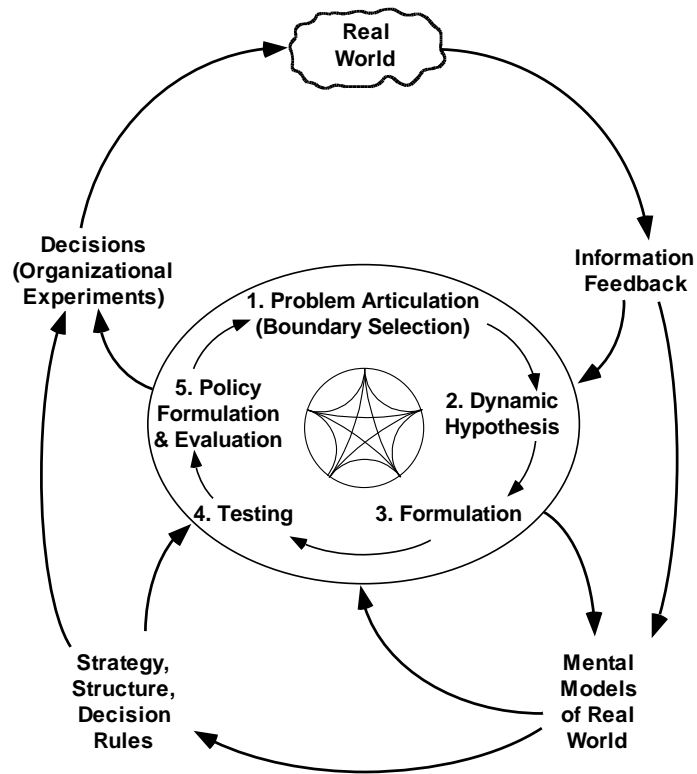 Real
World
Decisions
(Organizational
Experiments)
Information
Feedback
1. Problem Articulation
(Boundary Selection)
5. Policy
Formulation
& Evaluation
2. Dynamic
Hypothesis
4. Testing
3. Formulation
Strategy,
Structure,
Decision
Rules
Mental
Models
of Real
World